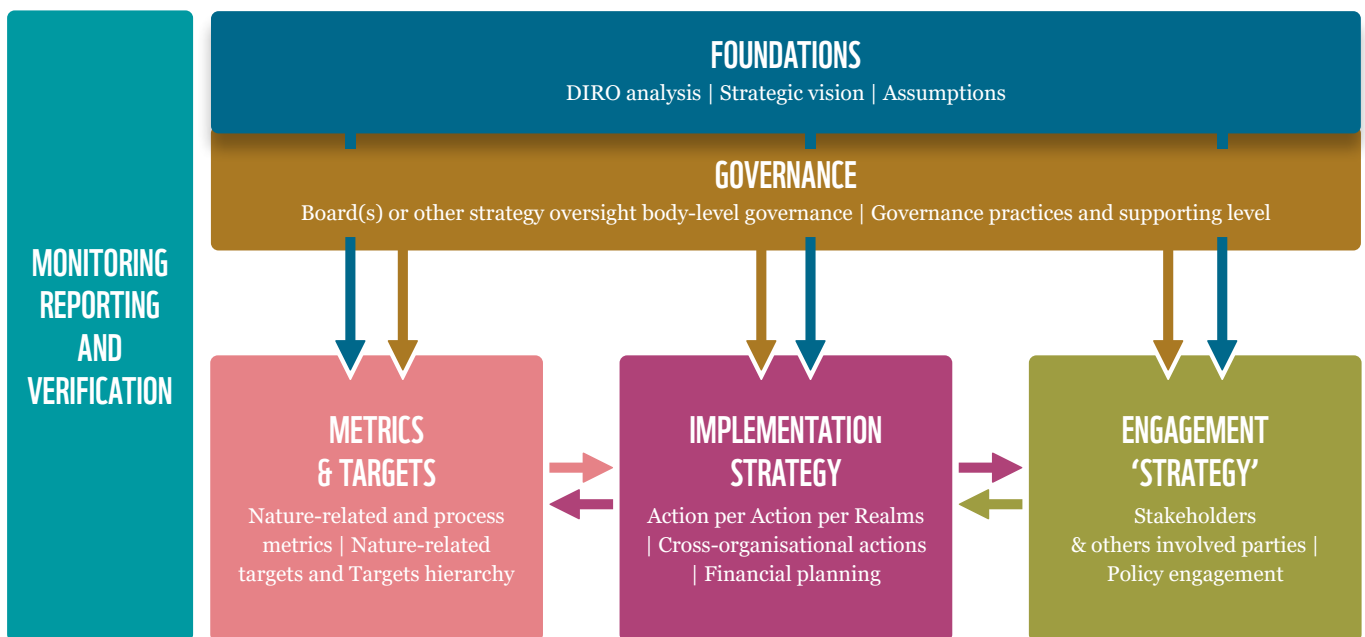 MONITORING
REPORTING
AND
VERIFICATION
FOUNDATIONS
DIRO analysis | Strategic vision | Assumptions
GOVERNANCE
Board(s) or other strategy oversight body-level governance | Governance practices and supporting level
METRICS
& TARGETS
Nature-related and process
metrics | Nature-related
targets and Targets hierarchy
IMPLEMENTATION
STRATEGY
Action per Action per Realms
| Cross-organisational actions
| Financial planning
ENGAGEMENT
‘STRATEGY’
Stakeholders
& others involved parties |
Policy engagement